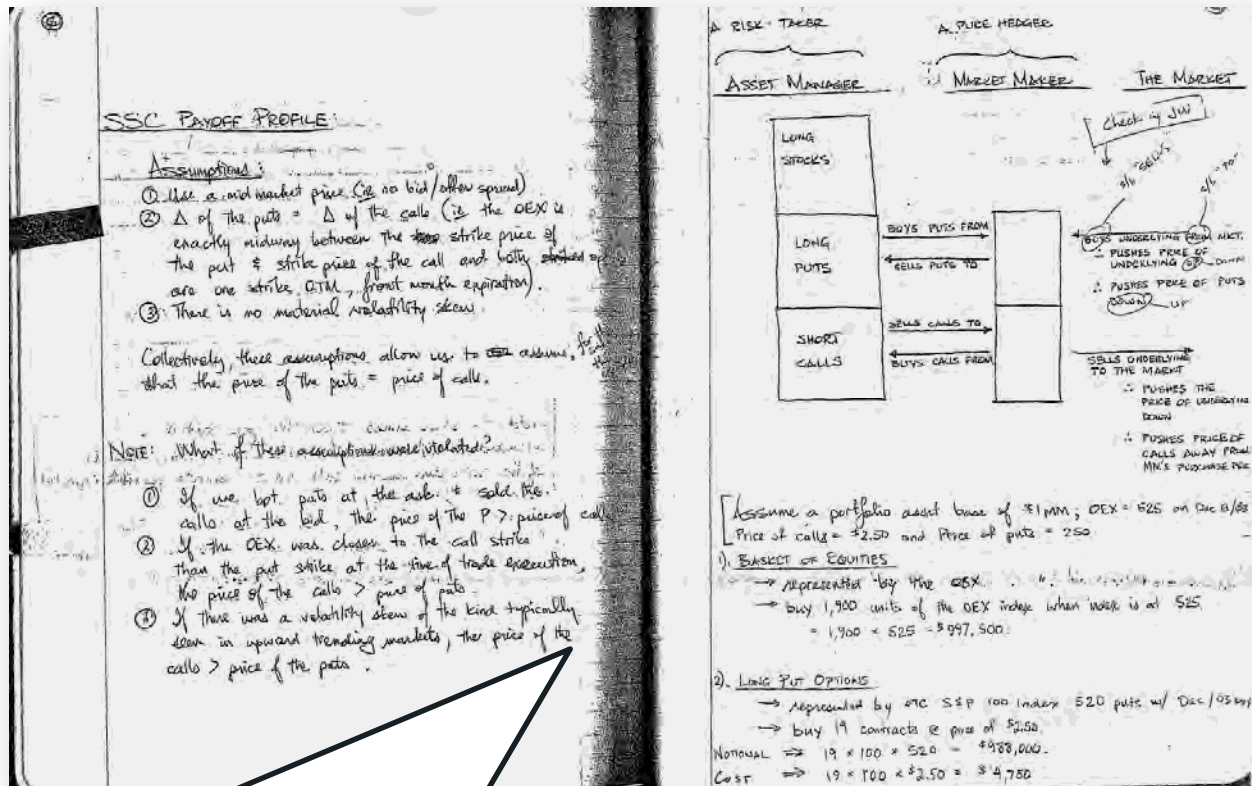 SSC PAYOFF PROFILE:
Assumptions:
① Use a mid market price (ie no bid/offer spread)
② Δ of the puts = Δ of the calls (ie the OEX is
exactly midway between the strike price of
the put & strike price of the call and both
are one strike OTM, front month expiration).
③ There is no material volatility skew.
Collectively, these assumptions allow us to assume,
that the price of the puts = price of calls.
NOTE: What if these assumptions were violated?
① If we bot puts at the ask & sold the
calls at the bid, the price of the P > price of calls
② If the OEX was closer to the call strike
than the put strike at the time of trade execution,
the price of the calls > price of puts
③ If there was a volatility skew of the kind typically
seen in upward trending markets, the price of the
calls > price of the puts.
A RISK-TAKER
A PURE HEDGER
ASSET MANAGER
MARKET MAKER
THE MARKET
Check w/ JW
s/b "SELLS"
s/b "TO"
LONG
STOCKS
LONG
PUTS
SHORT
CALLS
BUYS PUTS FROM
SELLS PUTS TO
SELLS CALLS TO
BUYS CALLS FROM
BUYS UNDERLYING FROM MKT.
∴ PUSHES PRICE OF
UNDERLYING UP DOWN
∴ PUSHES PRICE OF PUTS
DOWN UP
SELLS UNDERLYING
TO THE MARKT
∴ PUSHES THE
PRICE OF UNDERLYING
DOWN
∴ PUSHES PRICE OF
CALLS AWAY FROM
MM'S PURCHASE PRE
Assume a portfolio asset base of $1MM; OEX = 525 on Dec
Price of calls = $2.50 and Price of puts = 250
1). BASKET OF EQUITIES
→ represented by the OEX.
→ buy 1,900 units of the OEX index when index is at 525.
= 1,900 × 525 = $997,500.
2). LONG PUT OPTIONS
→ represented by OTC S&P 100 index 520 puts w/ Dec
→ buy 19 contracts @ price of $2.50.
NOTIONAL ⇒ 19 × 100 × 520 = $988,000.
COST ⇒ 19 × 100 × $2.50 = $4,750